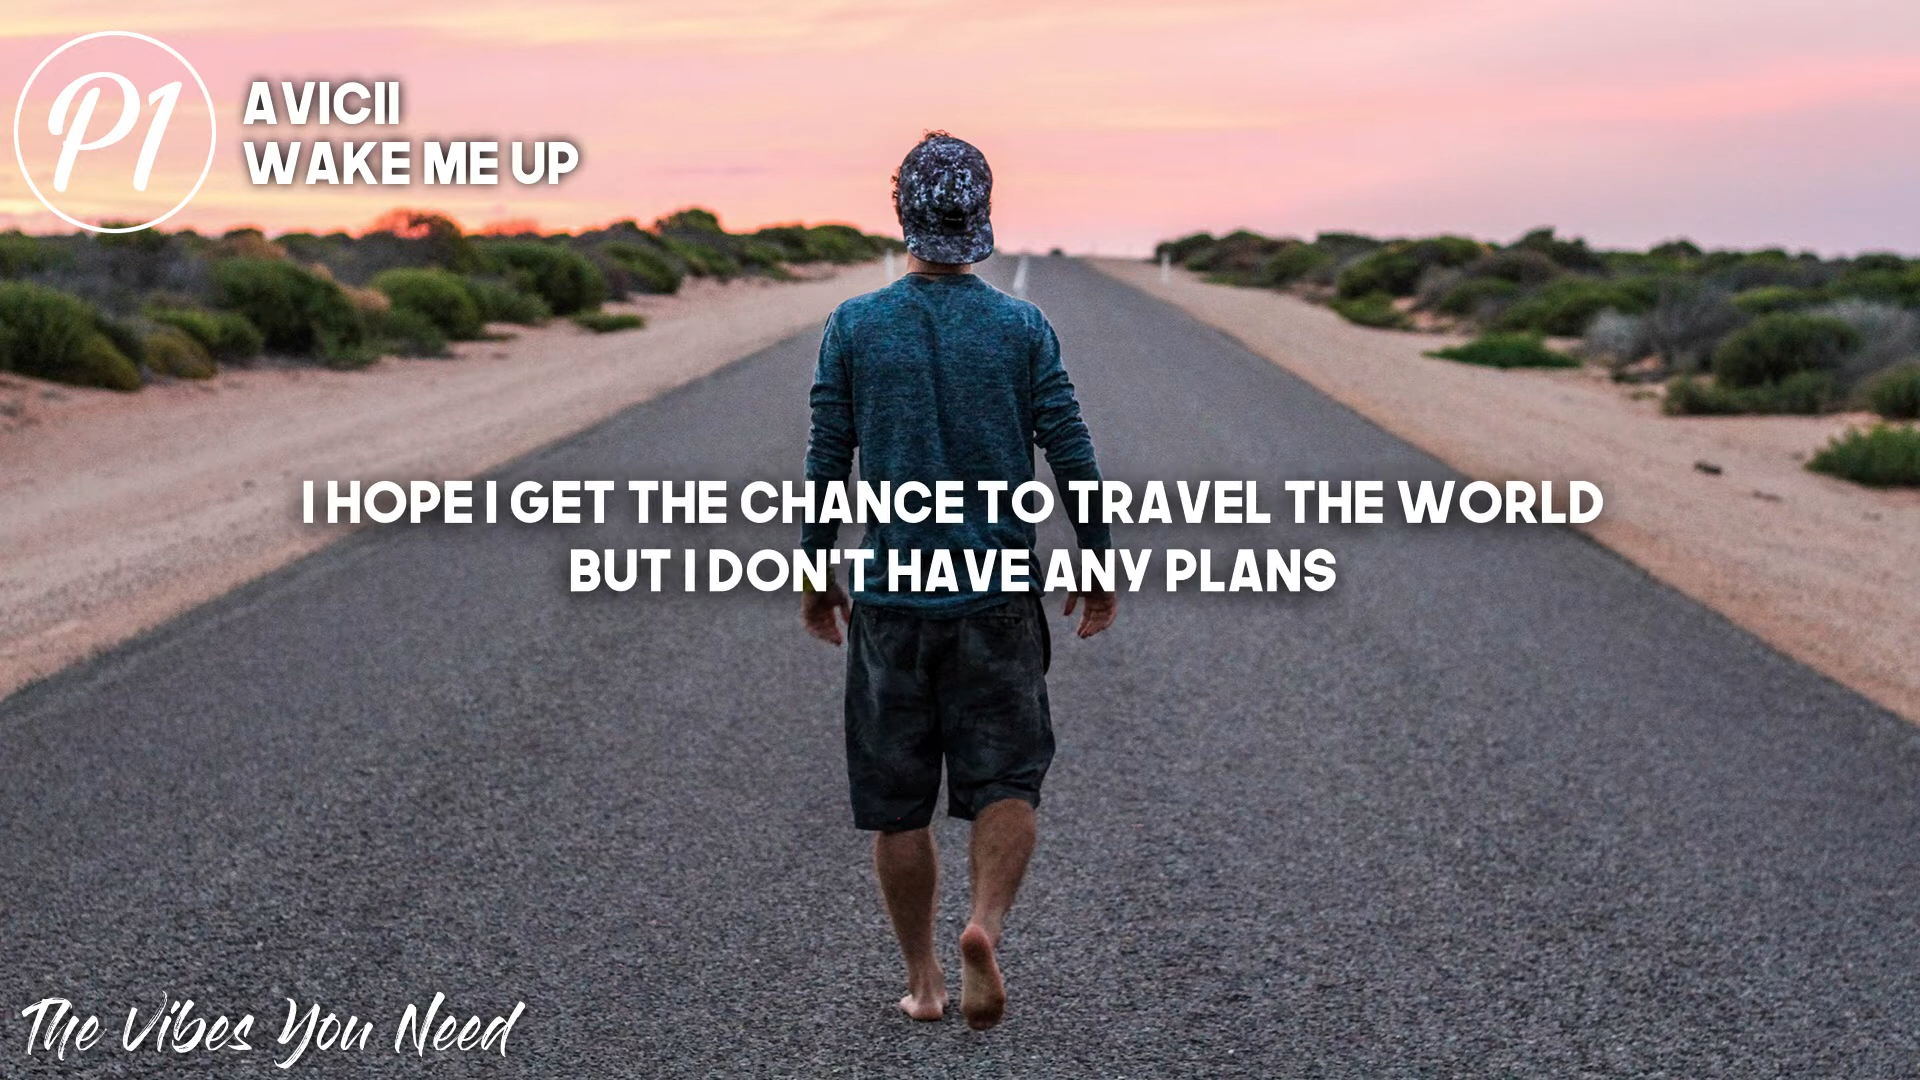 P1
AVICII
WAKE ME UP
I HOPE I GET THE CHANCE TO TRAVEL THE WORLD
BUT I DON'T HAVE ANY PLANS
The Vibes You Need